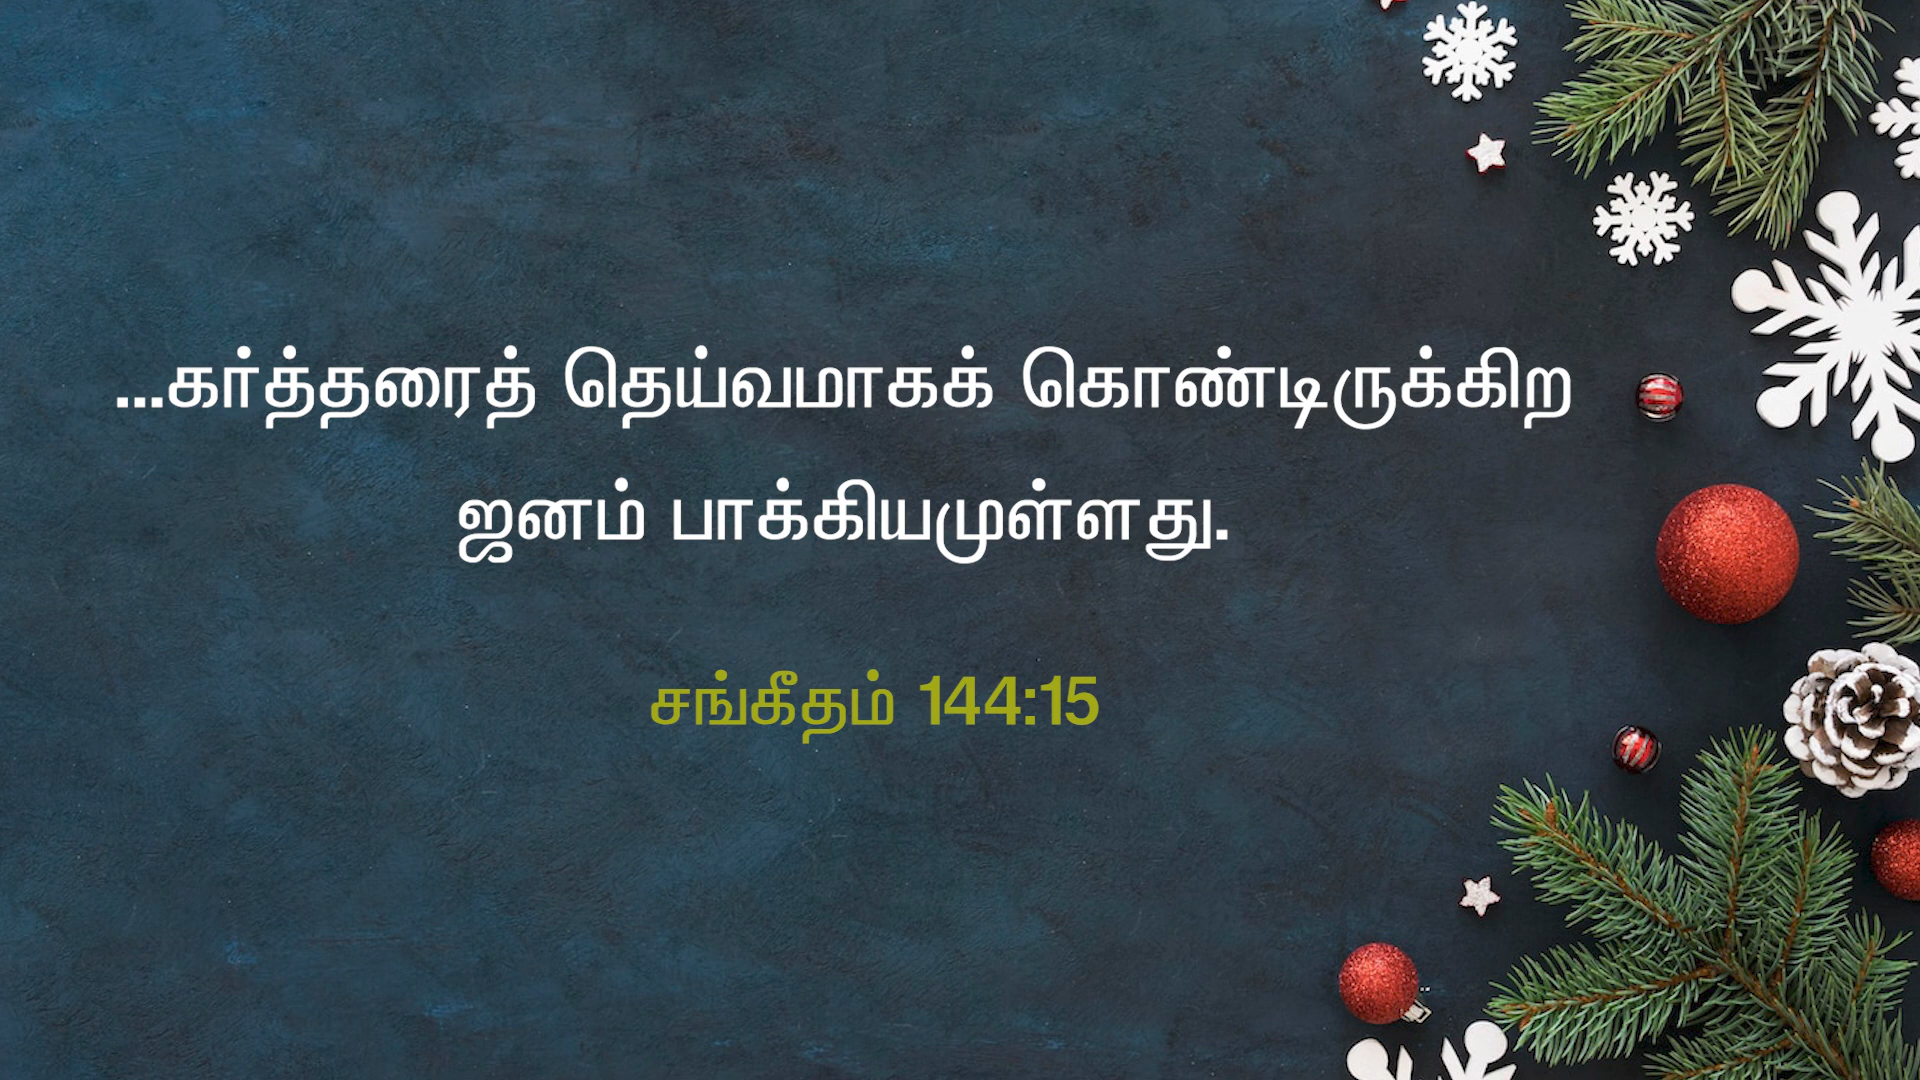 ...கர்த்தரைத் தெய்வமாகக் கொண்டிருக்கிற
ஜனம் பாக்கியமுள்ளது.
சங்கீதம் 144:15